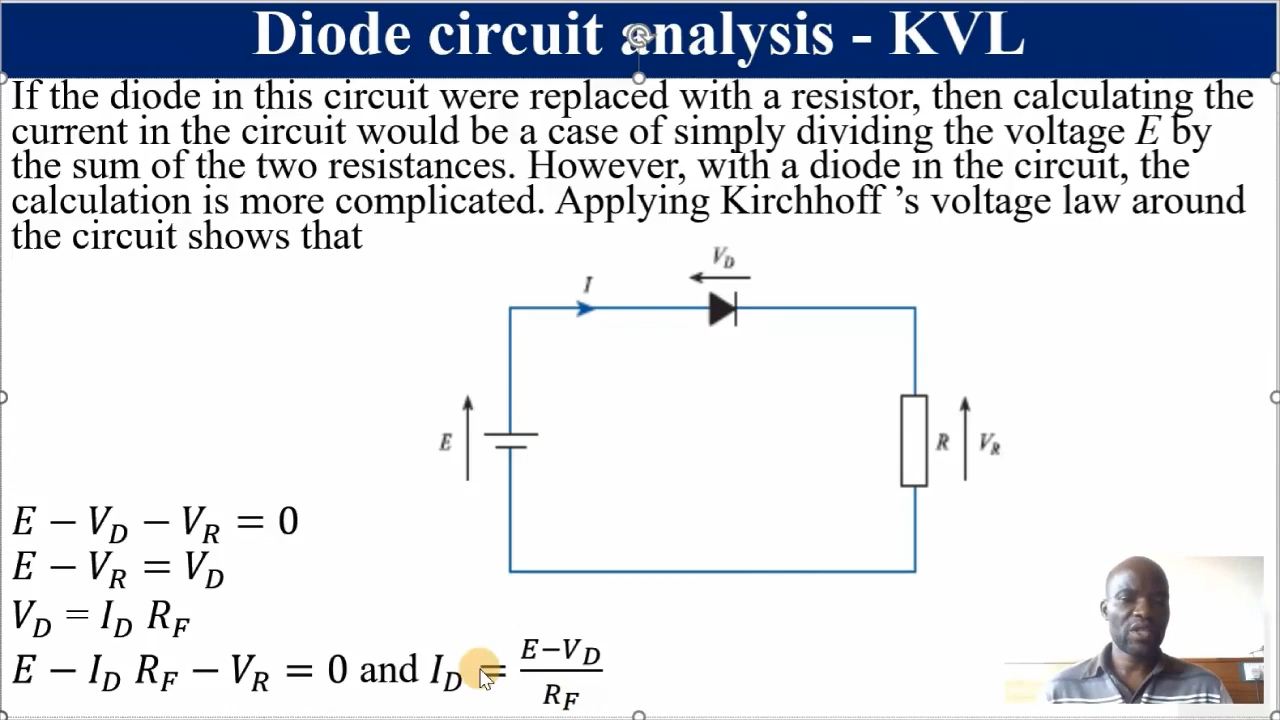 Diode circuit analysis - KVL
If the diode in this circuit were replaced with a resistor, then calculating the
current in the circuit would be a case of simply dividing the voltage E by
the sum of the two resistances. However, with a diode in the circuit, the
calculation is more complicated. Applying Kirchhoff ’s voltage law around
the circuit shows that
V_D
I
E
R V_R
E − V_D − V_R = 0
E − V_R = V_D
V_D = I_D R_F
E − I_D R_F − V_R = 0 and I_D = \frac{E−V_D}{R_F}